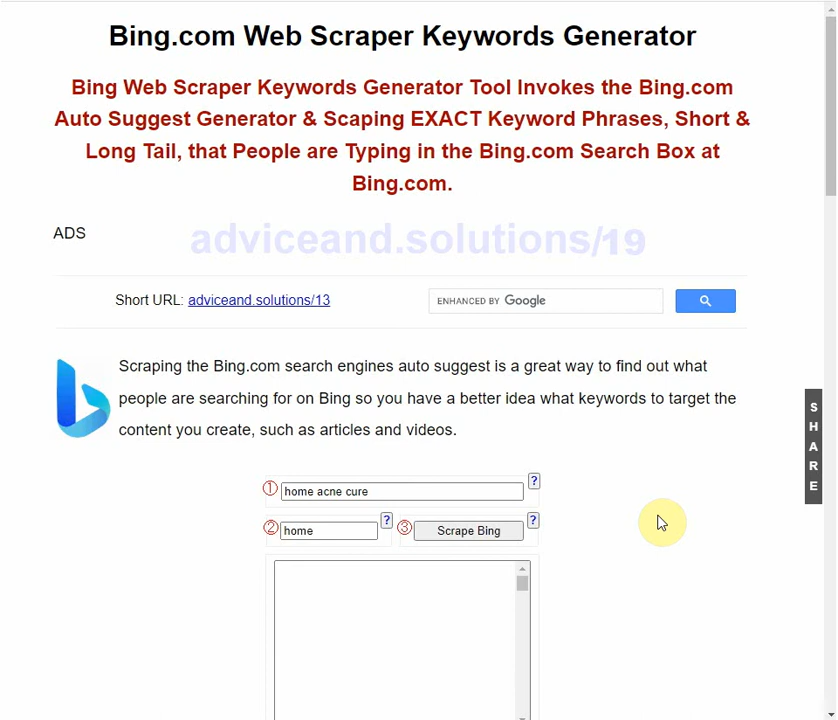 Bing.com Web Scraper Keywords Generator
Bing Web Scraper Keywords Generator Tool Invokes the Bing.com
Auto Suggest Generator & Scaping EXACT Keyword Phrases, Short &
Long Tail, that People are Typing in the Bing.com Search Box at
Bing.com.
ADS
adviceand.solutions/19
Short URL: adviceand.solutions/13
ENHANCED BY Google
Scraping the Bing.com search engines auto suggest is a great way to find out what
people are searching for on Bing so you have a better idea what keywords to target the
content you create, such as articles and videos.
SHARE
① home acne cure ?
② home ? ③ Scrape Bing ?